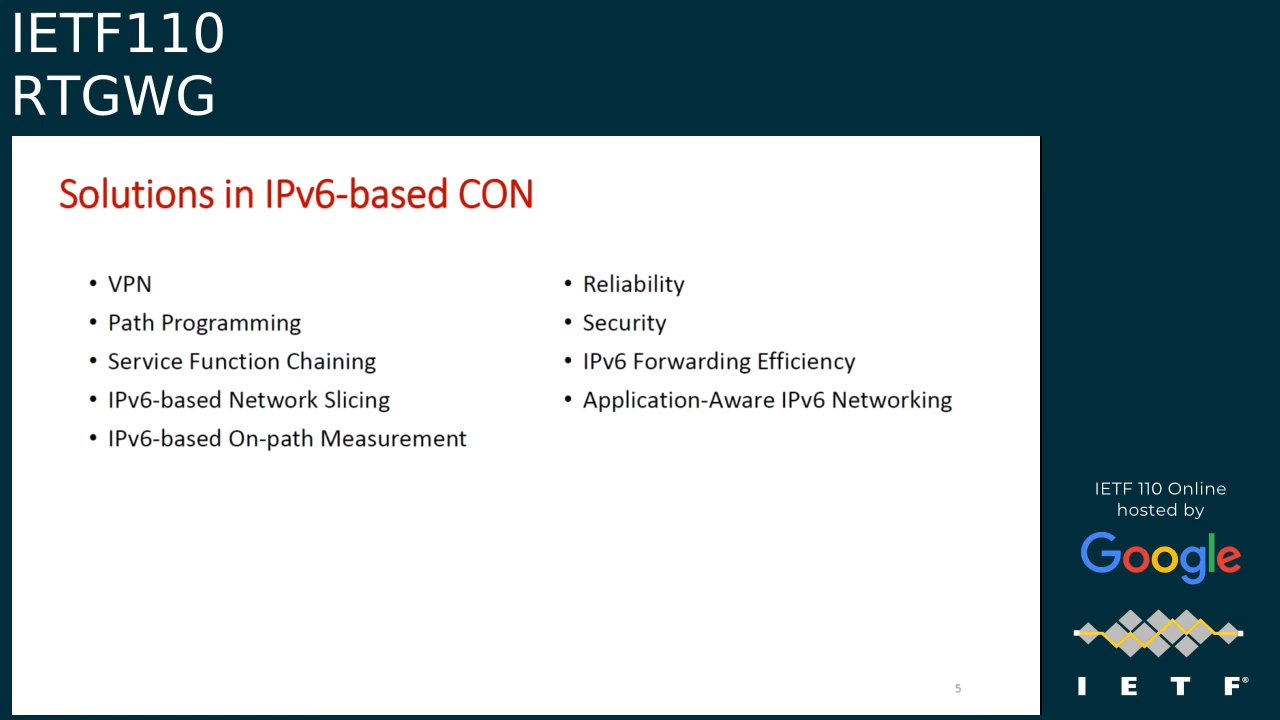 IETF110
RTGWG
Solutions in IPv6-based CON
• VPN
• Path Programming
• Service Function Chaining
• IPv6-based Network Slicing
• IPv6-based On-path Measurement
• Reliability
• Security
• IPv6 Forwarding Efficiency
• Application-Aware IPv6 Networking
5
IETF 110 Online
hosted by
Google
I E T F®